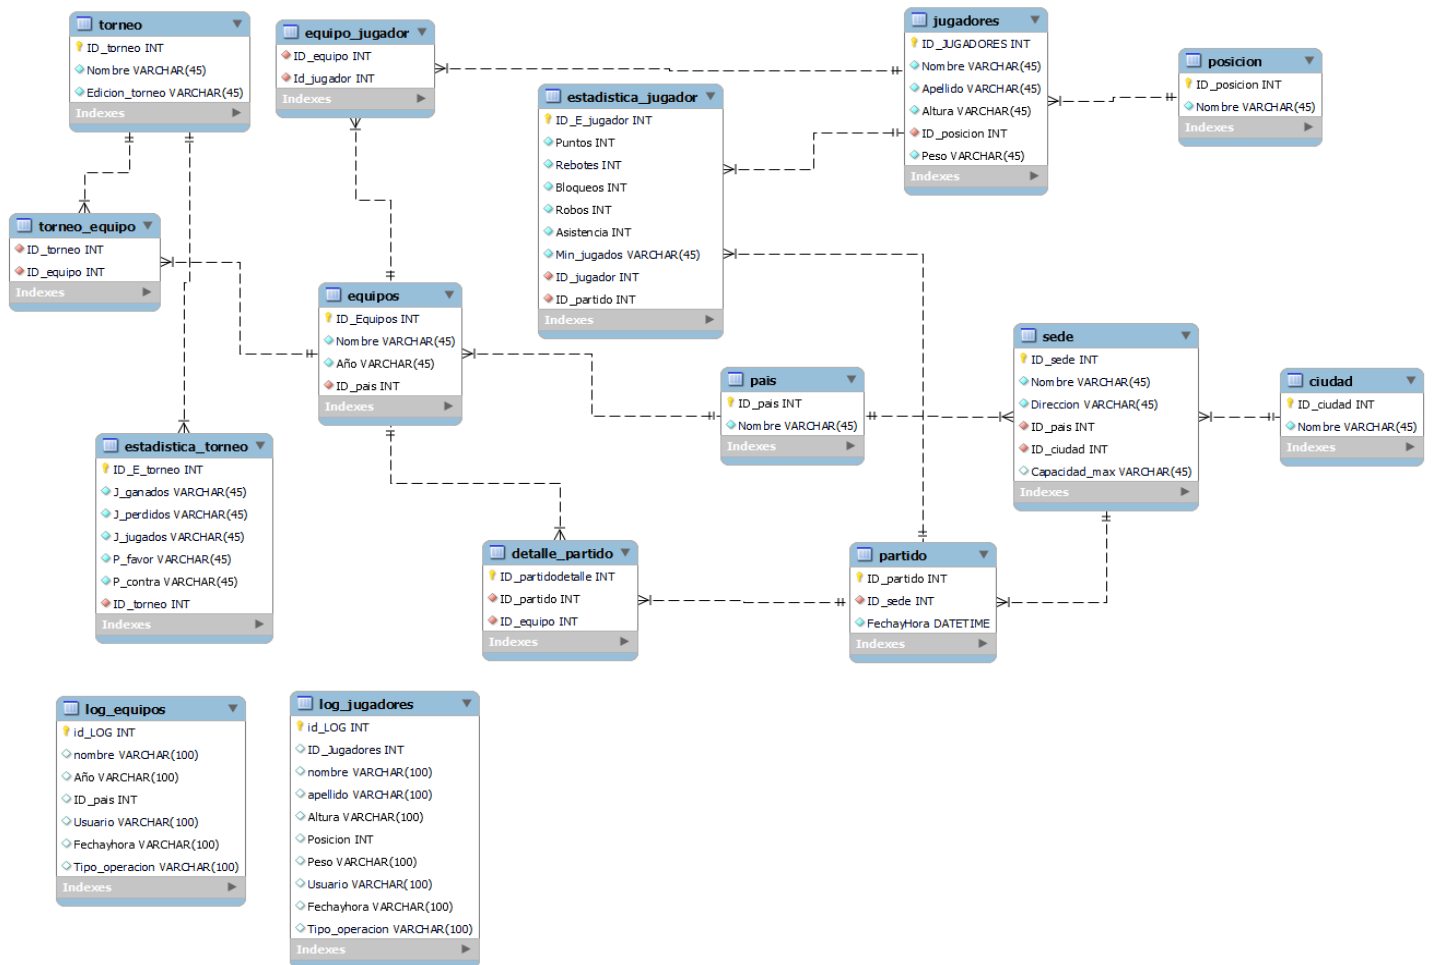 torneo
ID_torneo INT
Nombre VARCHAR(45)
Edicion_torneo VARCHAR(45)
Indexes
equipo_jugador
ID_equipo INT
Id_jugador INT
Indexes
estadistica_jugador
ID_E_jugador INT
Puntos INT
Rebotes INT
Bloqueos INT
Robos INT
Asistencia INT
Min_jugados VARCHAR(45)
ID_jugador INT
ID_partido INT
Indexes
jugadores
ID_JUGADORES INT
Nombre VARCHAR(45)
Apellido VARCHAR(45)
Altura VARCHAR(45)
ID_posicion INT
Peso VARCHAR(45)
Indexes
posicion
ID_posicion INT
Nombre VARCHAR(45)
Indexes
torneo_equipo
ID_torneo INT
ID_equipo INT
Indexes
equipos
ID_Equipos INT
Nombre VARCHAR(45)
Año VARCHAR(45)
ID_pais INT
Indexes
pais
ID_pais INT
Nombre VARCHAR(45)
Indexes
sede
ID_sede INT
Nombre VARCHAR(45)
Direccion VARCHAR(45)
ID_pais INT
ID_ciudad INT
Capacidad_max VARCHAR(45)
Indexes
ciudad
ID_ciudad INT
Nombre VARCHAR(45)
Indexes
estadistica_torneo
ID_E_torneo INT
J_ganados VARCHAR(45)
J_perdidos VARCHAR(45)
J_jugados VARCHAR(45)
P_favor VARCHAR(45)
P_contra VARCHAR(45)
ID_torneo INT
Indexes
detalle_partido
ID_partidodetalle INT
ID_partido INT
ID_equipo INT
Indexes
partido
ID_partido INT
ID_sede INT
FechayHora DATETIME
Indexes
log_equipos
id_LOG INT
nombre VARCHAR(100)
Año VARCHAR(100)
ID_pais INT
Usuario VARCHAR(100)
Fechayhora VARCHAR(100)
Tipo_operacion VARCHAR(100)
Indexes
log_jugadores
id_LOG INT
ID_Jugadores INT
nombre VARCHAR(100)
apellido VARCHAR(100)
Altura VARCHAR(100)
Posicion INT
Peso VARCHAR(100)
Usuario VARCHAR(100)
Fechayhora VARCHAR(100)
Tipo_operacion VARCHAR(100)
Indexes